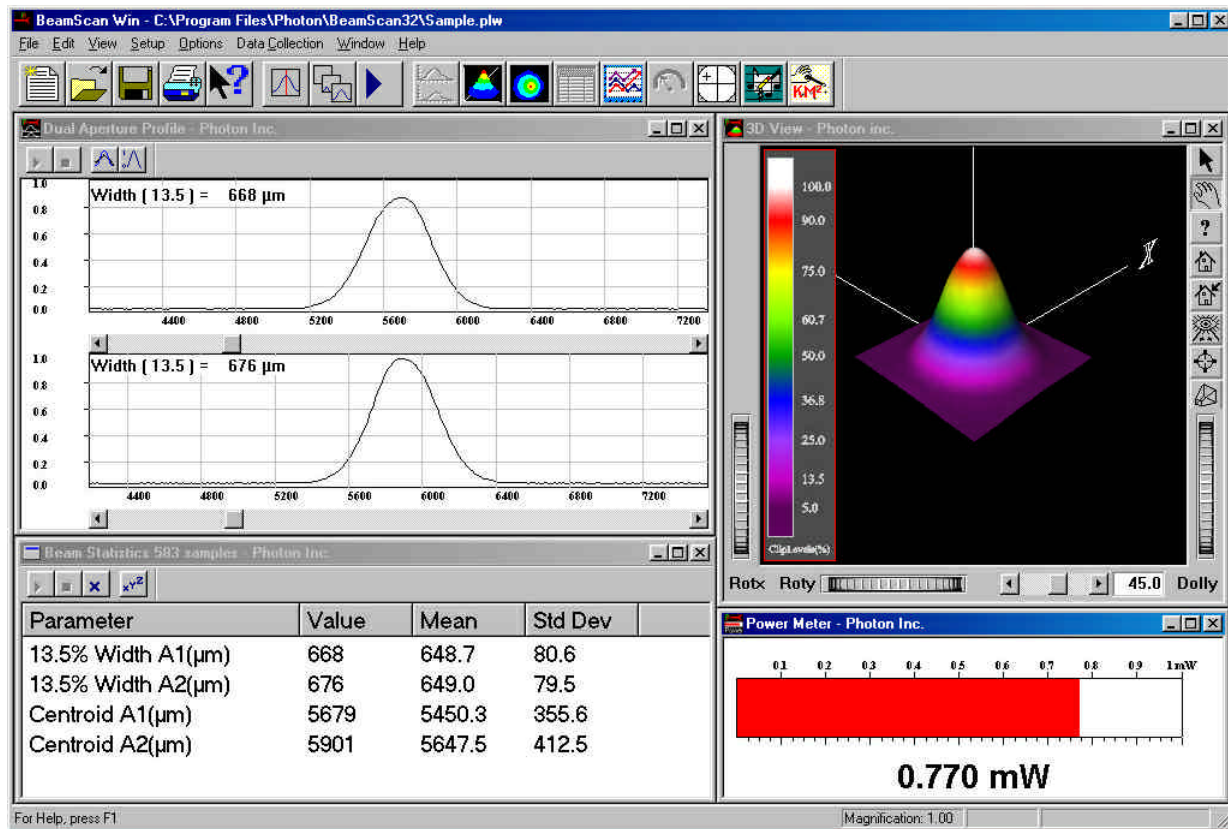 BeamScan Win - C:\Program Files\Photon\BeamScan32\Sample.plw
File Edit View Setup Options Data Collection Window Help
KM²
Dual Aperture Profile - Photon Inc.
Width ( 13.5 ) = 668 µm
1.0
0.8
0.6
0.4
0.2
0.0
4400 4800 5200 5600 6000 6400 6800 7200
Width ( 13.5 ) = 676 µm
1.0
0.8
0.6
0.4
0.2
0.0
4400 4800 5200 5600 6000 6400 6800 7200
Beam Statistics 583 samples - Photon Inc.
Parameter Value Mean Std Dev
13.5% Width A1(µm) 668 648.7 80.6
13.5% Width A2(µm) 676 649.0 79.5
Centroid A1(µm) 5679 5450.3 355.6
Centroid A2(µm) 5901 5647.5 412.5
3D View - Photon inc.
100.0
90.0
75.0
60.7
50.0
36.8
25.0
13.5
5.0
ClipLevels(%)
X
Rotx Roty 45.0 Dolly
Power Meter - Photon Inc.
0.1 0.2 0.3 0.4 0.5 0.6 0.7 0.8 0.9 1mW
0.770 mW
For Help, press F1
Magnification: 1.00